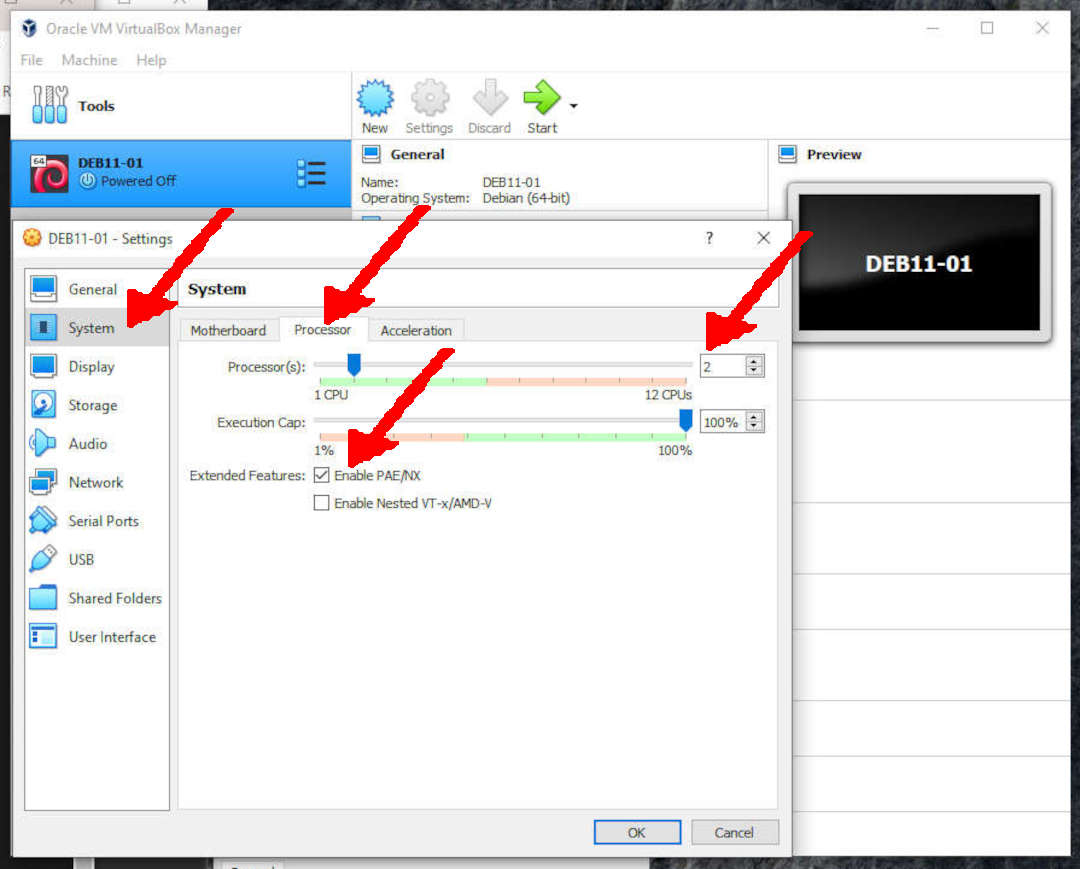 Oracle VM VirtualBox Manager
File Machine Help
Tools
New Settings Discard Start
64
DEB11-01
Powered Off
General
Name: DEB11-01
Operating System: Debian (64-bit)
Preview
DEB11-01
DEB11-01 - Settings
?
General
System
Display
Storage
Audio
Network
Serial Ports
USB
Shared Folders
User Interface
System
Motherboard Processor Acceleration
Processor(s): 2
1 CPU 12 CPUs
Execution Cap: 100%
1% 100%
Extended Features: Enable PAE/NX
Enable Nested VT-x/AMD-V
OK Cancel